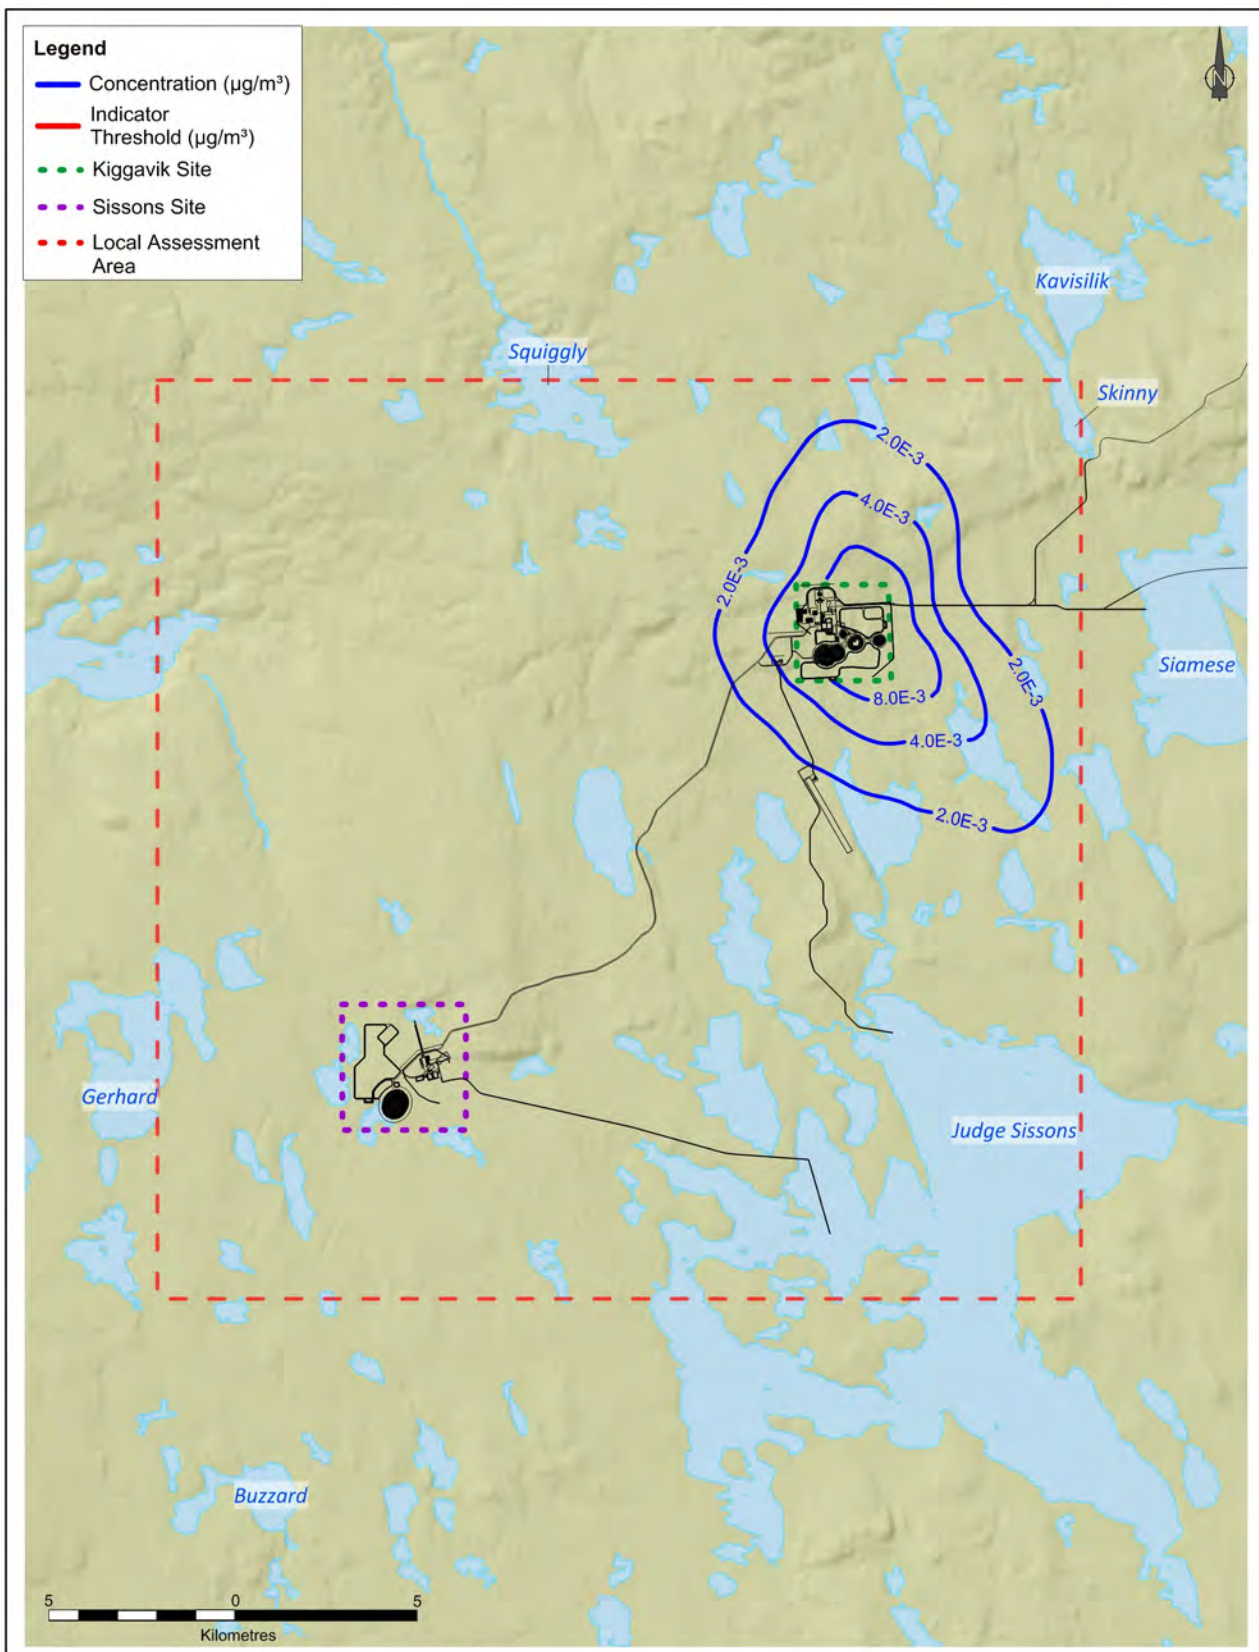 Legend
Concentration (µg/m³)
Indicator
Threshold (µg/m³)
Kiggavik Site
Sissons Site
Local Assessment
Area
N
Kavisilik
Squiggly
Skinny
2.0E-3
4.0E-3
2.0E-3
Siamese
2.0E-3
8.0E-3
4.0E-3
2.0E-3
Gerhard
Judge Sissons
Buzzard
5 0 5
Kilometres